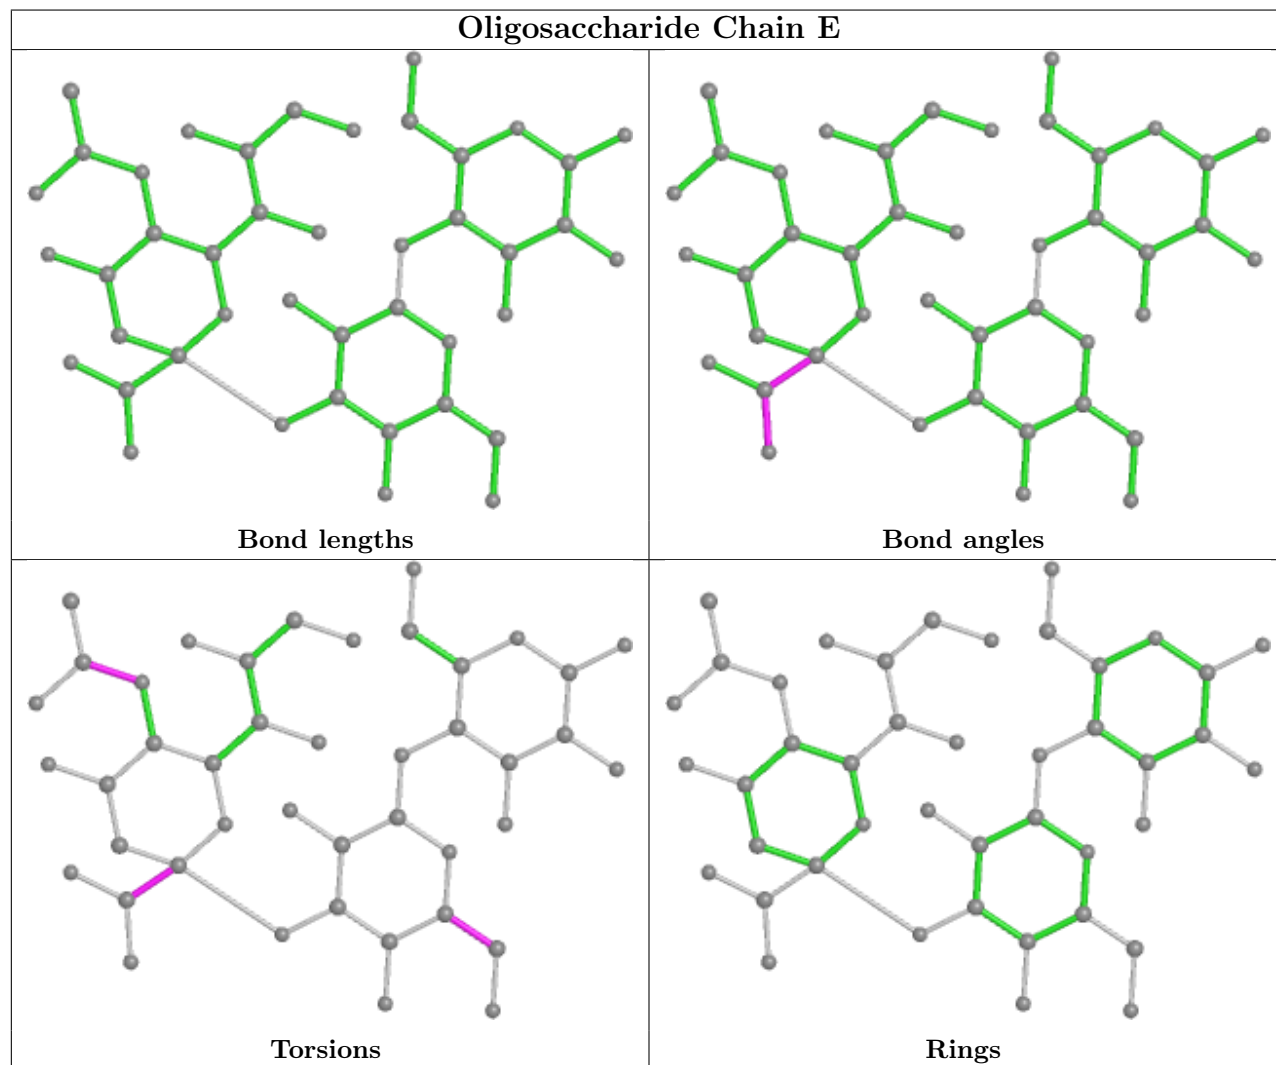 Oligosaccharide Chain E
Bond lengths
Bond angles
Torsions
Rings